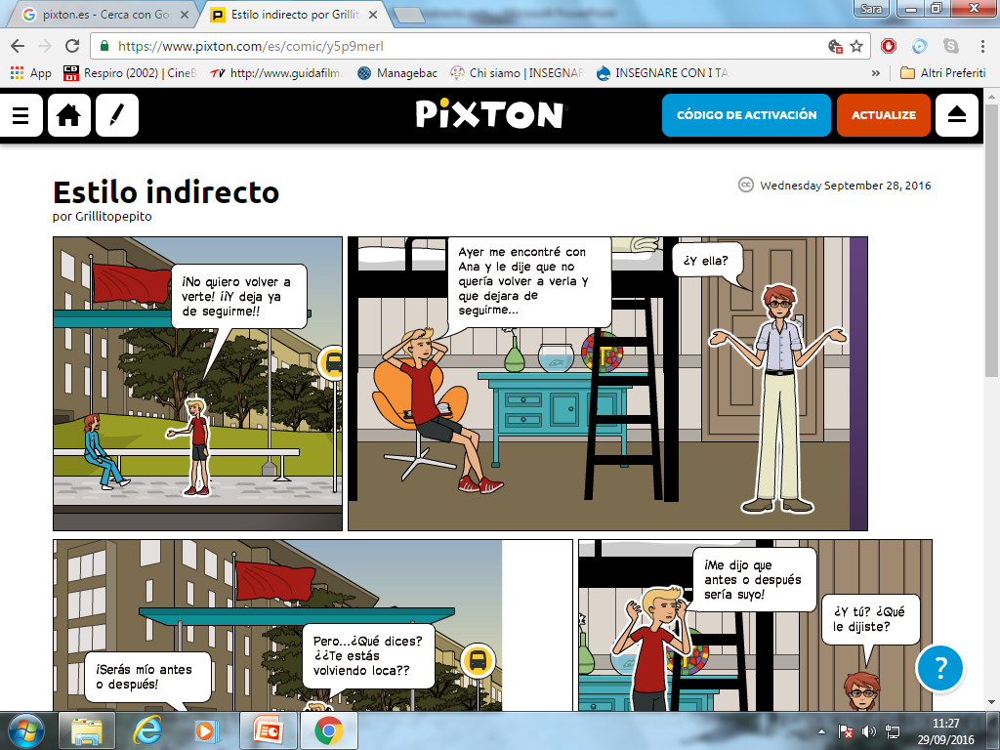 pixton.es - Cerca con Go
Estilo indirecto por Grillit
Sara
https://www.pixton.com/es/comic/y5p9merl
App
Respiro (2002) | CineB
http://www.guidafilm
Managebac
Chi siamo | INSEGNAR
INSEGNARE CON I TA
»
Altri Preferiti
PIXTON
CÓDIGO DE ACTIVACIÓN
ACTUALIZE
Estilo indirecto
por Grillitopepito
cc Wednesday September 28, 2016
¡No quiero volver a
verte! ¡¡Y deja ya
de seguirme!!
Ayer me encontré con
Ana y le dije que no
quería volver a verla y
que dejara de
seguirme...
¿Y ella?
¡Serás mío antes
o después!
Pero...¿Qué dices?
¿¿Te estás
volviendo loca??
¡Me dijo que
antes o después
sería suyo!
¿Y tú? ¿Qué
le dijiste?
?
11:27
29/09/2016